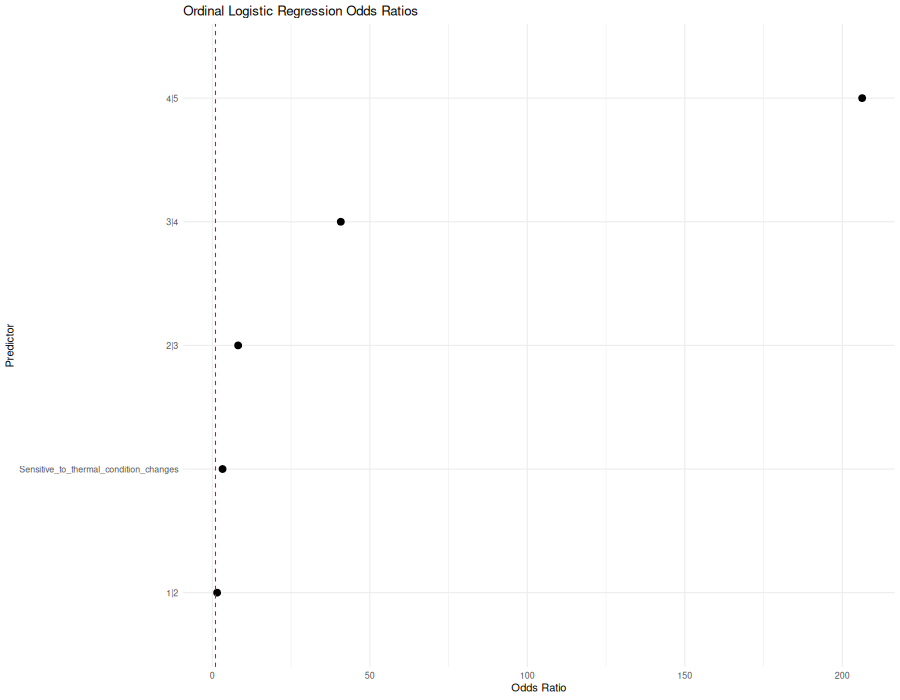 Ordinal Logistic Regression Odds Ratios
Predictor
4|5
3|4
2|3
Sensitive_to_thermal_condition_changes
1|2
0 50 100 150 200
Odds Ratio